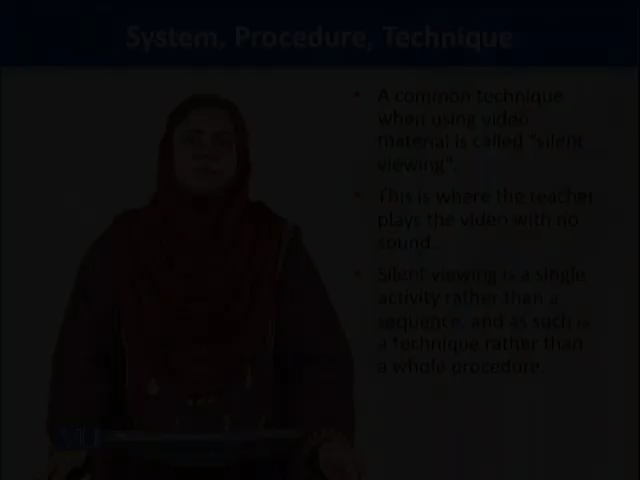 System, Procedure, Technique
• A common technique
when using video
material is called "silent
viewing".
• This is where the teacher
plays the video with no
sound.
• Silent viewing is a single
activity rather than a
sequence, and as such is
a technique rather than
a whole procedure.
VU